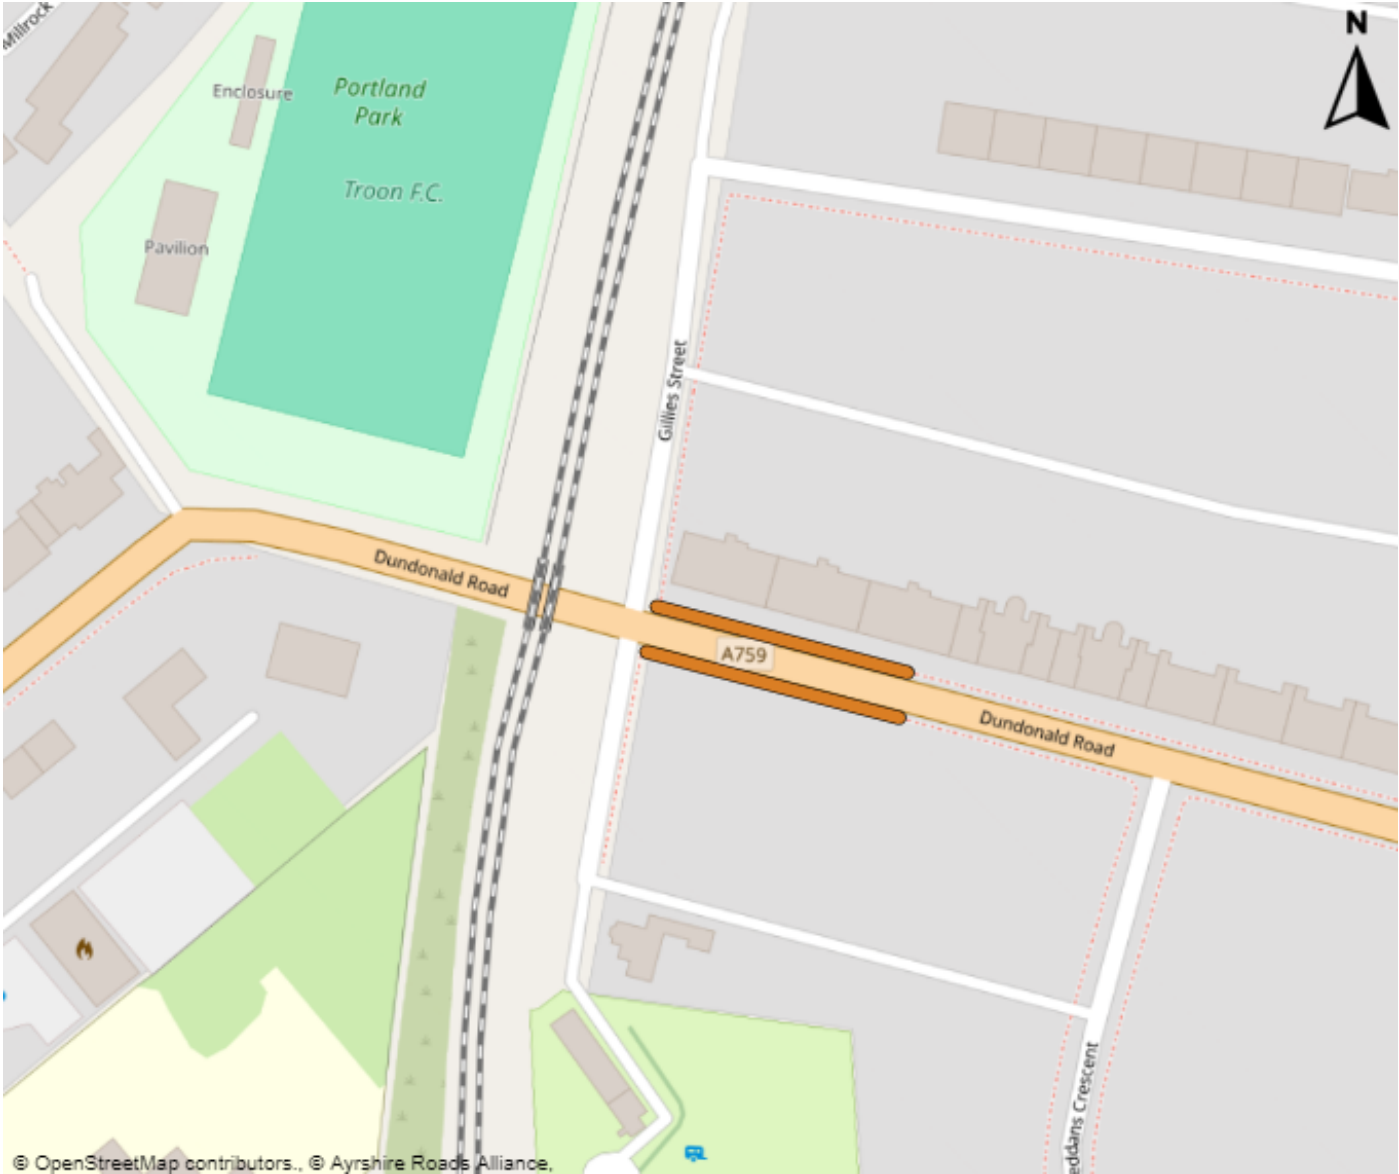 Millrock
N
Enclosure
Portland
Park
Troon F.C.
Pavilion
Gillies Street
Dundonald Road
A759
Dundonald Road
eddans Crescent
© OpenStreetMap contributors., © Ayrshire Roads Alliance,